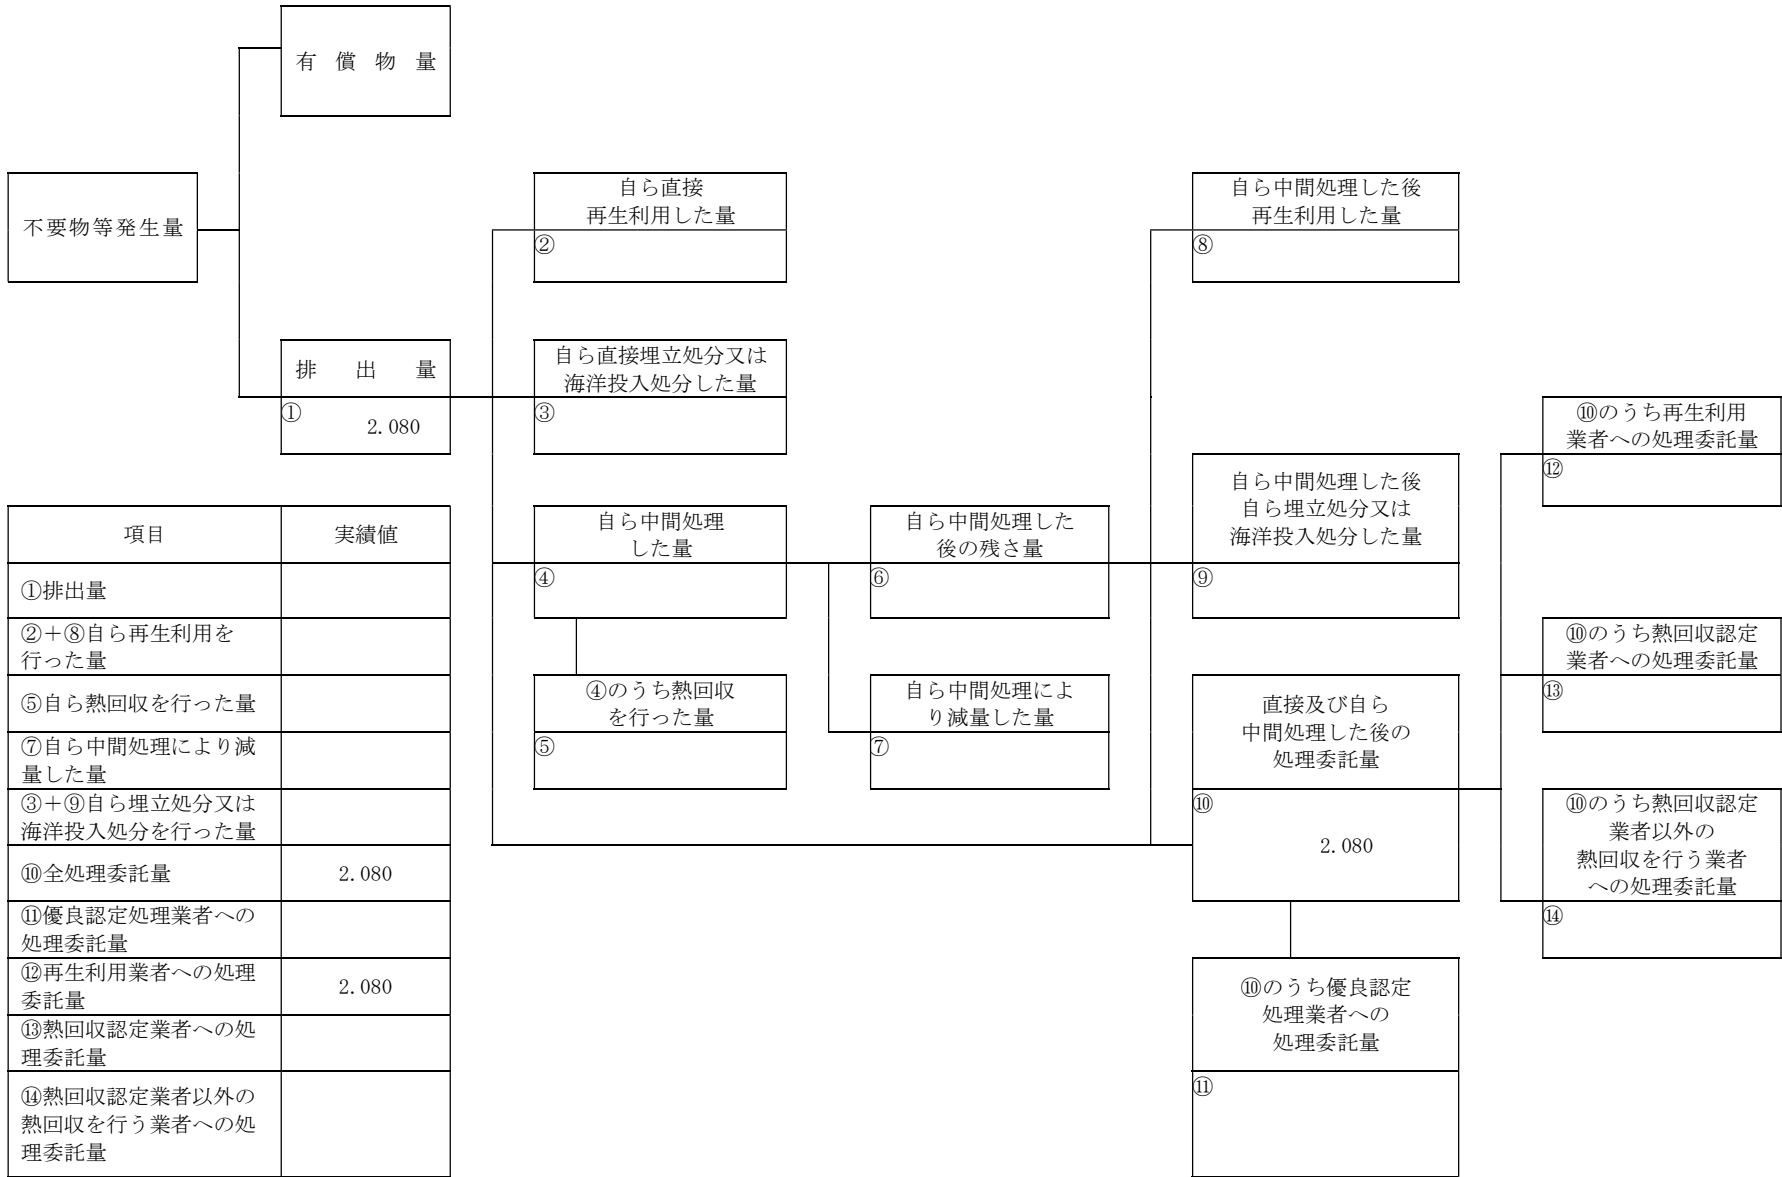 有償物量
不要物等発生量
自ら直接
再生利用した量
②
自ら中間処理した後
再生利用した量
⑧
排出量
①
2.080
自ら直接埋立処分又は
海洋投入処分した量
③
⑩のうち再生利用
業者への処理委託量
⑫
自ら中間処理
した量
④
自ら中間処理した
後の残さ量
⑥
自ら中間処理した後
自ら埋立処分又は
海洋投入処分した量
⑨
⑩のうち熱回収認定
業者への処理委託量
⑬
④のうち熱回収
を行った量
⑤
自ら中間処理によ
り減量した量
⑦
直接及び自ら
中間処理した後の
処理委託量
⑩
2.080
⑩のうち熱回収認定
業者以外の
熱回収を行う業者
への処理委託量
⑭
⑩のうち優良認定
処理業者への
処理委託量
⑪
項目 実績値
①排出量
②＋⑧自ら再生利用を
行った量
⑤自ら熱回収を行った量
⑦自ら中間処理により減
量した量
③＋⑨自ら埋立処分又は
海洋投入処分を行った量
⑩全処理委託量 2.080
⑪優良認定処理業者への
処理委託量
⑫再生利用業者への処理
委託量 2.080
⑬熱回収認定業者への処
理委託量
⑭熱回収認定業者以外の
熱回収を行う業者への処
理委託量